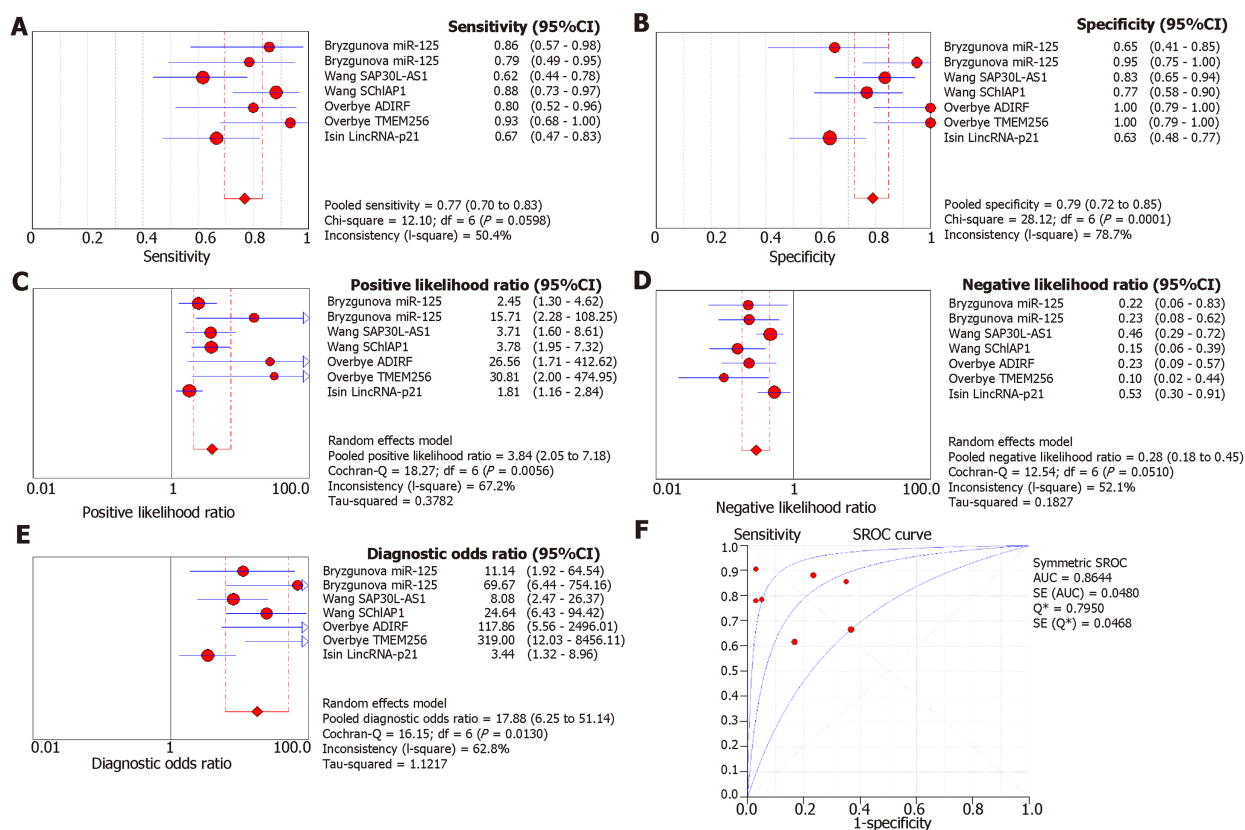 A
Sensitivity (95%CI)
Bryzgunova miR-125 0.86 (0.57 - 0.98)
Bryzgunova miR-125 0.79 (0.49 - 0.95)
Wang SAP30L-AS1 0.62 (0.44 - 0.78)
Wang SChIAP1 0.88 (0.73 - 0.97)
Overbye ADIRF 0.80 (0.52 - 0.96)
Overbye TMEM256 0.93 (0.68 - 1.00)
Isin LincRNA-p21 0.67 (0.47 - 0.83)
Pooled sensitivity = 0.77 (0.70 to 0.83)
Chi-square = 12.10; df = 6 (P = 0.0598)
Inconsistency (I-square) = 50.4%
0 0.2 0.4 0.6 0.8 1
Sensitivity
B
Specificity (95%CI)
Bryzgunova miR-125 0.65 (0.41 - 0.85)
Bryzgunova miR-125 0.95 (0.75 - 1.00)
Wang SAP30L-AS1 0.83 (0.65 - 0.94)
Wang SChIAP1 0.77 (0.58 - 0.90)
Overbye ADIRF 1.00 (0.79 - 1.00)
Overbye TMEM256 1.00 (0.79 - 1.00)
Isin LincRNA-p21 0.63 (0.48 - 0.77)
Pooled specificity = 0.79 (0.72 to 0.85)
Chi-square = 28.12; df = 6 (P = 0.0001)
Inconsistency (I-square) = 78.7%
0 0.2 0.4 0.6 0.8 1
Specificity
C
Positive likelihood ratio (95%CI)
Bryzgunova miR-125 2.45 (1.30 - 4.62)
Bryzgunova miR-125 15.71 (2.28 - 108.25)
Wang SAP30L-AS1 3.71 (1.60 - 8.61)
Wang SChIAP1 3.78 (1.95 - 7.32)
Overbye ADIRF 26.56 (1.71 - 412.62)
Overbye TMEM256 30.81 (2.00 - 474.95)
Isin LincRNA-p21 1.81 (1.16 - 2.84)
Random effects model
Pooled positive likelihood ratio = 3.84 (2.05 to 7.18)
Cochran-Q = 18.27; df = 6 (P = 0.0056)
Inconsistency (I-square) = 67.2%
Tau-squared = 0.3782
0.01 1 100.0
Positive likelihood ratio
D
Negative likelihood ratio (95%CI)
Bryzgunova miR-125 0.22 (0.06 - 0.83)
Bryzgunova miR-125 0.23 (0.08 - 0.62)
Wang SAP30L-AS1 0.46 (0.29 - 0.72)
Wang SChIAP1 0.15 (0.06 - 0.39)
Overbye ADIRF 0.23 (0.09 - 0.57)
Overbye TMEM256 0.10 (0.02 - 0.44)
Isin LincRNA-p21 0.53 (0.30 - 0.91)
Random effects model
Pooled negative likelihood ratio = 0.28 (0.18 to 0.45)
Cochran-Q = 12.54; df = 6 (P = 0.0510)
Inconsistency (I-square) = 52.1%
Tau-squared = 0.1827
0.01 1 100.0
Negative likelihood ratio
E
Diagnostic odds ratio (95%CI)
Bryzgunova miR-125 11.14 (1.92 - 64.54)
Bryzgunova miR-125 69.67 (6.44 - 754.16)
Wang SAP30L-AS1 8.08 (2.47 - 26.37)
Wang SChIAP1 24.64 (6.43 - 94.42)
Overbye ADIRF 117.86 (5.56 - 2496.01)
Overbye TMEM256 319.00 (12.03 - 8456.11)
Isin LincRNA-p21 3.44 (1.32 - 8.96)
Random effects model
Pooled diagnostic odds ratio = 17.88 (6.25 to 51.14)
Cochran-Q = 16.15; df = 6 (P = 0.0130)
Inconsistency (I-square) = 62.8%
Tau-squared = 1.1217
0.01 1 100.0
Diagnostic odds ratio
F
Sensitivity SROC curve
1.0
0.9
0.8
0.7
0.6
0.5
0.4
0.3
0.2
0.1
0.0
Symmetric SROC
AUC = 0.8644
SE (AUC) = 0.0480
Q* = 0.7950
SE (Q*) = 0.0468
0.0 0.2 0.4 0.6 0.8 1.0
1-specificity